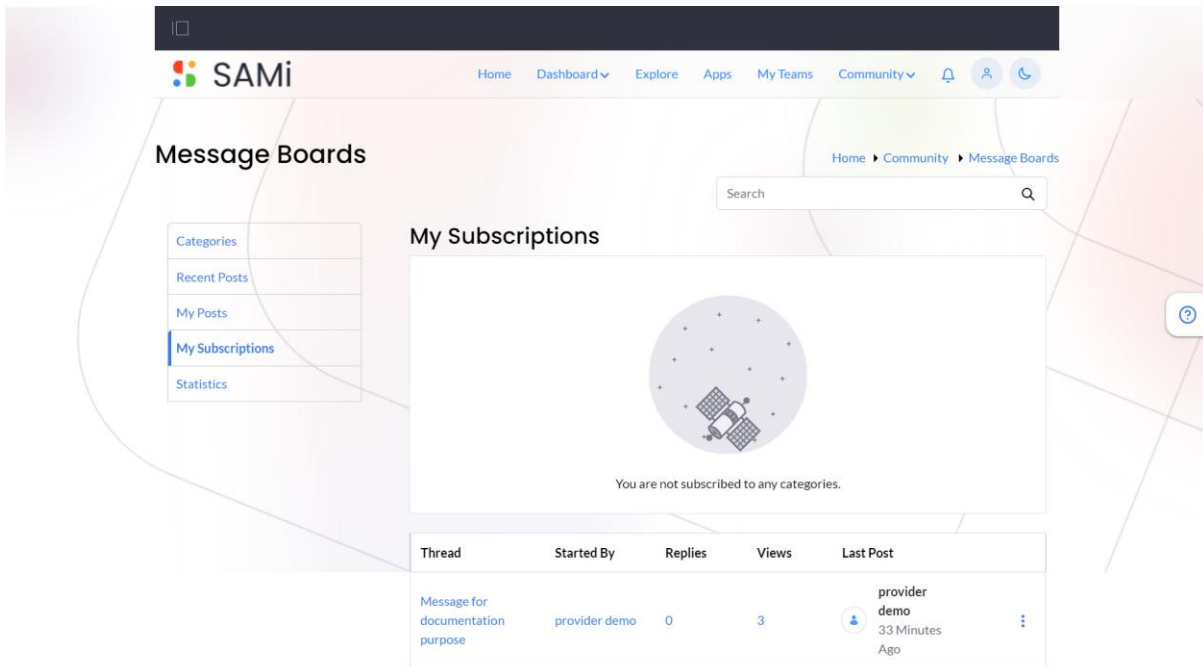 SAMi
Home Dashboard Explore Apps My Teams Community
Message Boards
Home Community Message Boards
Search
Categories
Recent Posts
My Posts
My Subscriptions
Statistics
My Subscriptions
You are not subscribed to any categories.
Thread Started By Replies Views Last Post
Message for
documentation
purpose
provider demo 0 3
provider
demo
33 Minutes
Ago